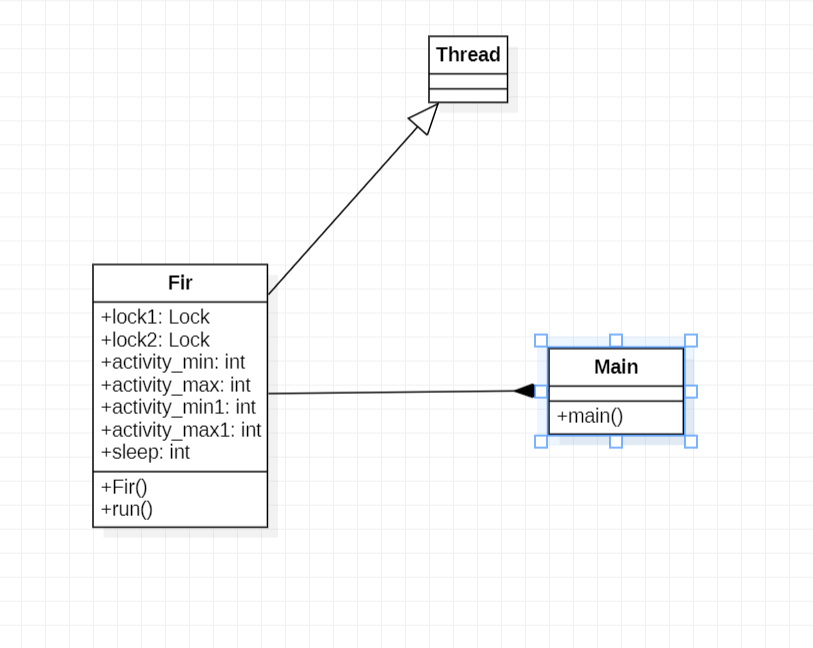 Thread
Fir
+lock1: Lock
+lock2: Lock
+activity_min: int
+activity_max: int
+activity_min1: int
+activity_max1: int
+sleep: int
+Fir()
+run()
Main
+main()